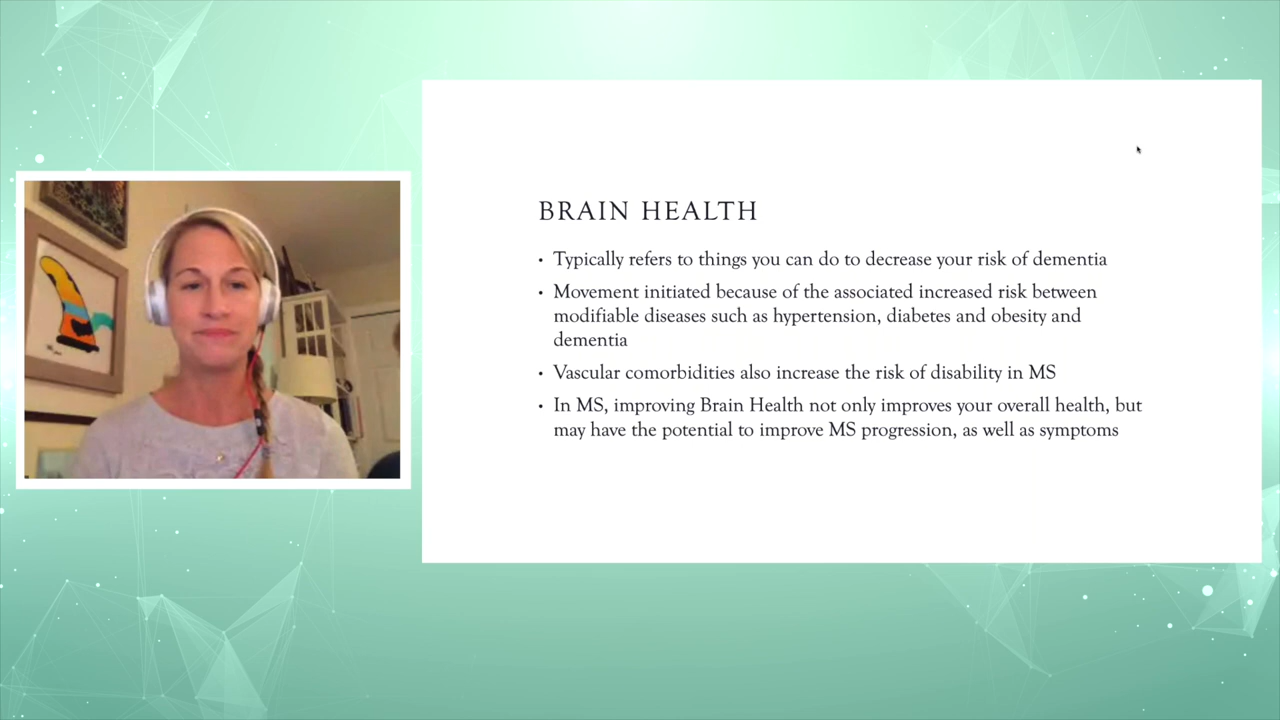 BRAIN HEALTH
• Typically refers to things you can do to decrease your risk of dementia
• Movement initiated because of the associated increased risk between
modifiable diseases such as hypertension, diabetes and obesity and
dementia
• Vascular comorbidities also increase the risk of disability in MS
• In MS, improving Brain Health not only improves your overall health, but
may have the potential to improve MS progression, as well as symptoms